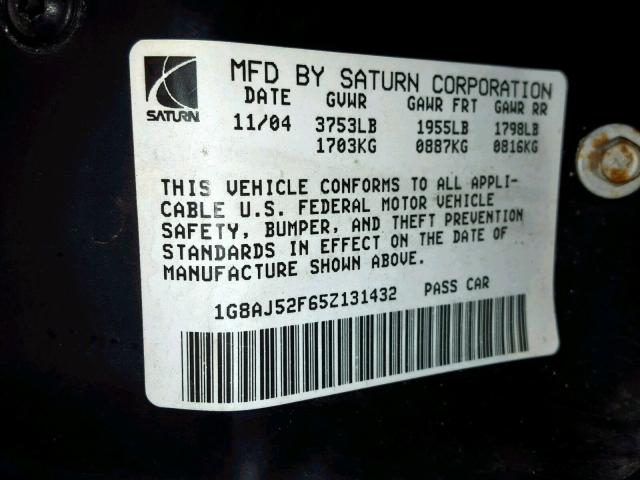 SATURN
MFD BY SATURN CORPORATION
DATE GVWR GAWR FRT GAWR RR
11/04 3753LB 1955LB 1798LB
1703KG 0887KG 0816KG
THIS VEHICLE CONFORMS TO ALL APPLI-
CABLE U.S. FEDERAL MOTOR VEHICLE
SAFETY, BUMPER, AND THEFT PREVENTION
STANDARDS IN EFFECT ON THE DATE OF
MANUFACTURE SHOWN ABOVE.
1G8AJ52F65Z131432 PASS CAR